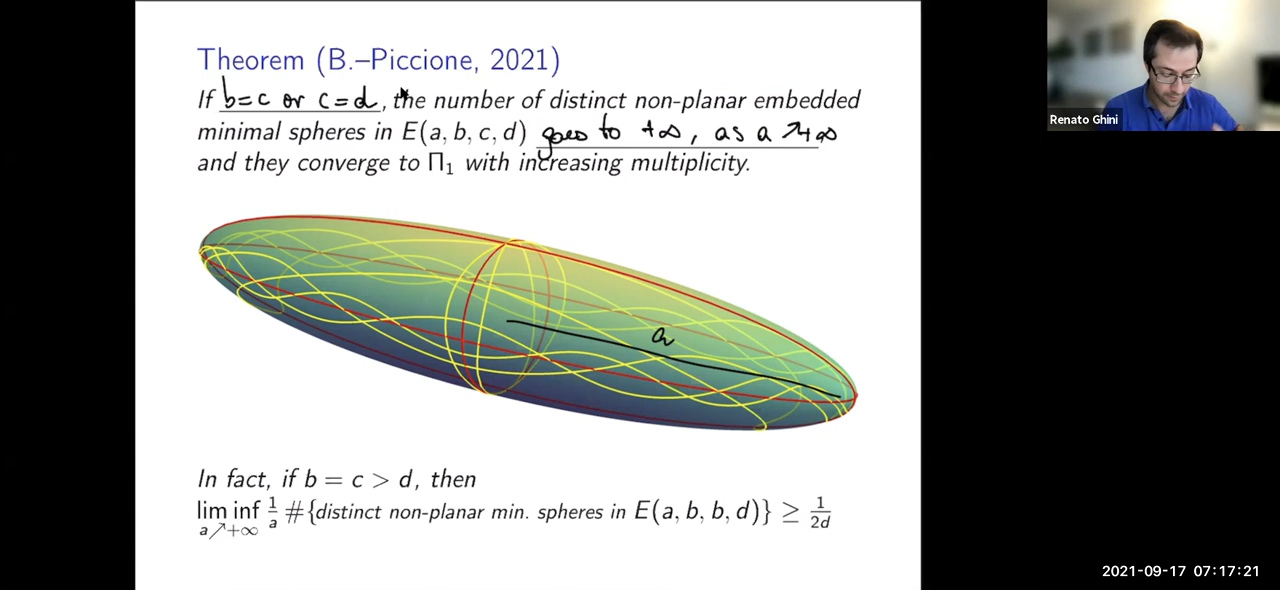 Theorem (B.–Piccione, 2021)
If b=c or c=d, the number of distinct non-planar embedded
minimal spheres in E(a, b, c, d) goes to +∞, as a ↗+∞
and they converge to Π₁ with increasing multiplicity.
a
In fact, if b = c > d, then
lim inf 1/a #{distinct non-planar min. spheres in E(a, b, b, d)} ≥ 1/2d
a↗+∞
Renato Ghini
2021-09-17 07:17:21